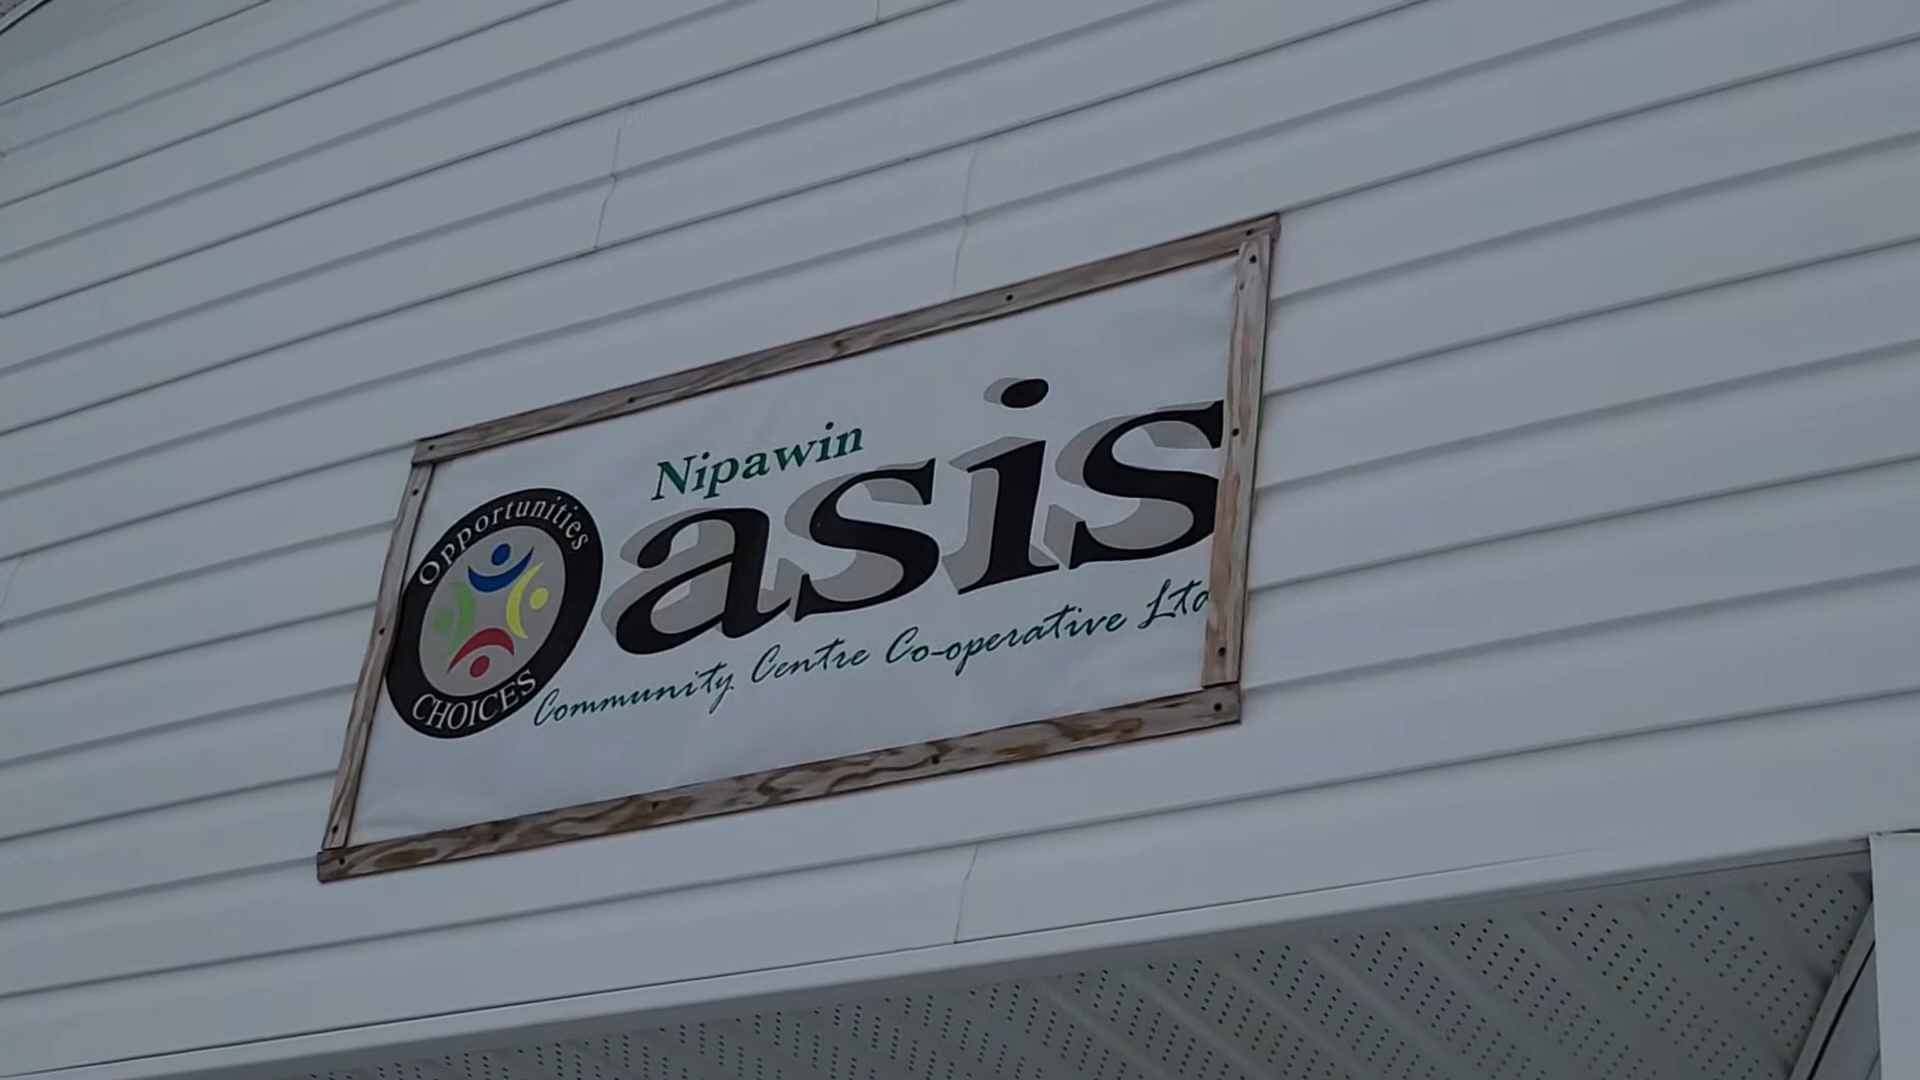 Nipawin
Oasis
Opportunities
CHOICES
Community Centre Co-operative Ltd